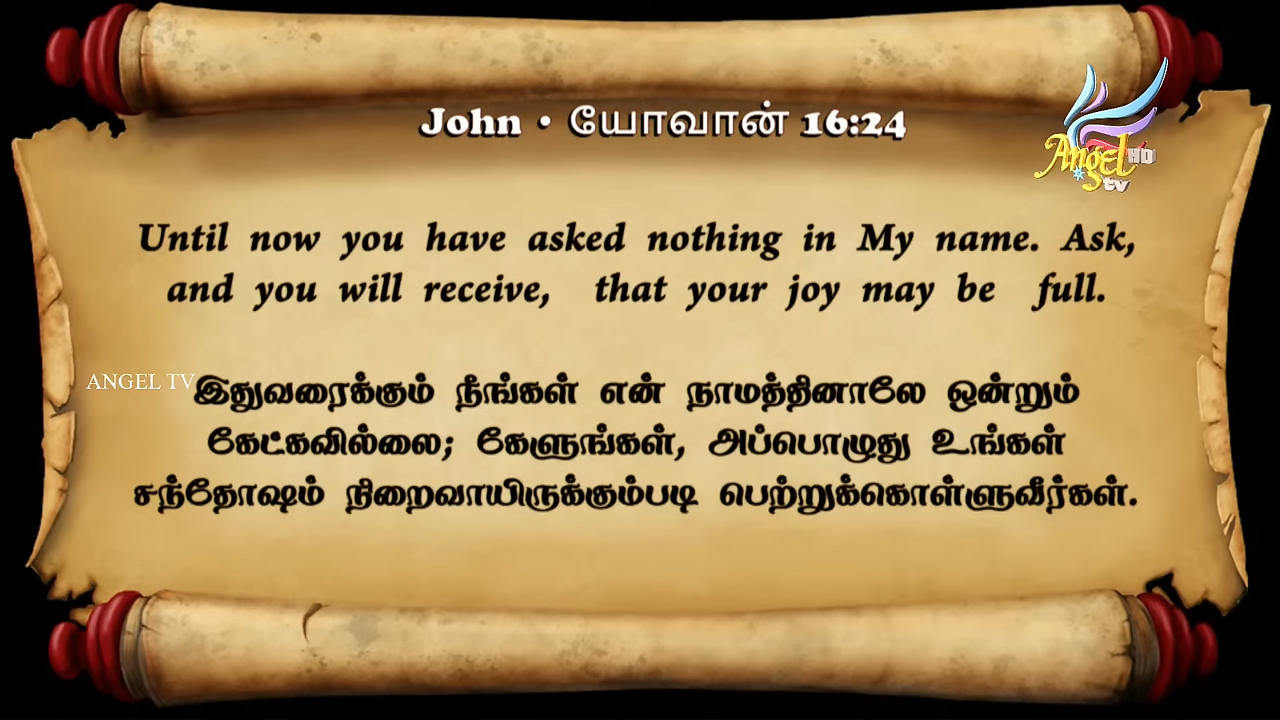 John • யோவான் 16:24
Angel HD
tv
Until now you have asked nothing in My name. Ask,
and you will receive, that your joy may be full.
ANGEL TV
இதுவரைக்கும் நீங்கள் என் நாமத்தினாலே ஒன்றும்
கேட்கவில்லை; கேளுங்கள், அப்பொழுது உங்கள்
சந்தோஷம் நிறைவாயிருக்கும்படி பெற்றுக்கொள்ளுவீர்கள்.